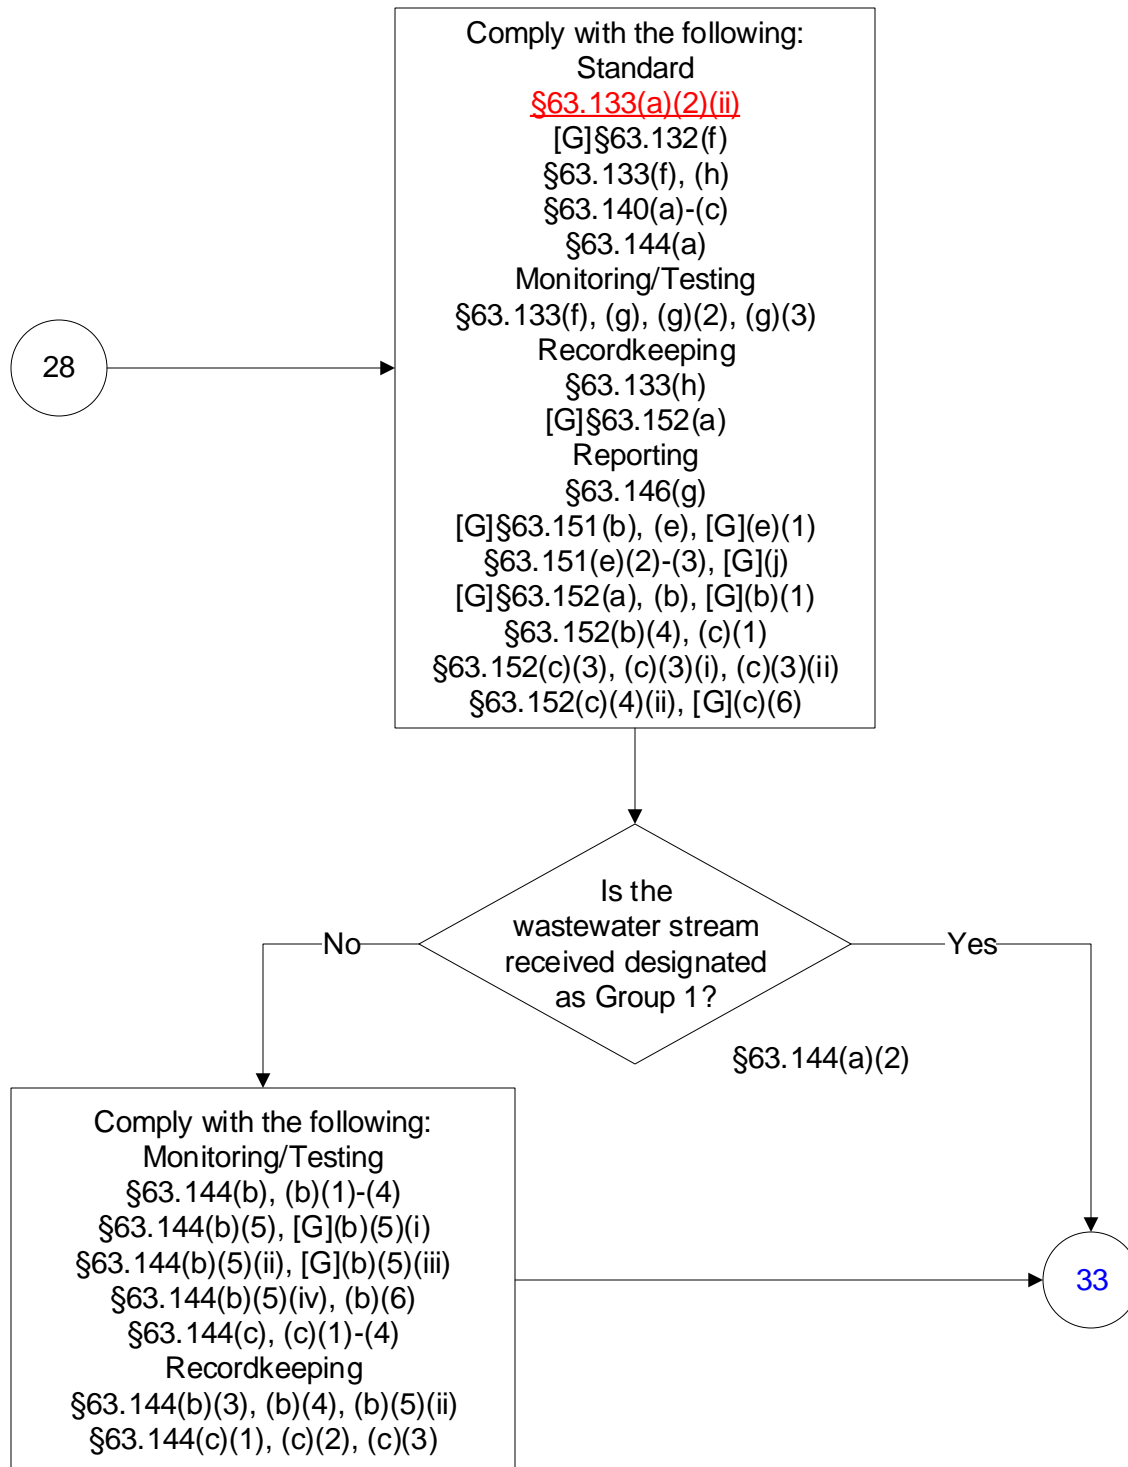 Comply with the following:
Standard
§63.133(a)(2)(ii)
[G]§63.132(f)
§63.133(f), (h)
§63.140(a)-(c)
§63.144(a)
Monitoring/Testing
§63.133(f), (g), (g)(2), (g)(3)
Recordkeeping
§63.133(h)
[G]§63.152(a)
Reporting
§63.146(g)
[G]§63.151(b), (e), [G](e)(1)
§63.151(e)(2)-(3), [G](j)
[G]§63.152(a), (b), [G](b)(1)
§63.152(b)(4), (c)(1)
§63.152(c)(3), (c)(3)(i), (c)(3)(ii)
§63.152(c)(4)(ii), [G](c)(6)
28
Is the
wastewater stream
received designated
as Group 1?
No
Yes
§63.144(a)(2)
Comply with the following:
Monitoring/Testing
§63.144(b), (b)(1)-(4)
§63.144(b)(5), [G](b)(5)(i)
§63.144(b)(5)(ii), [G](b)(5)(iii)
§63.144(b)(5)(iv), (b)(6)
§63.144(c), (c)(1)-(4)
Recordkeeping
§63.144(b)(3), (b)(4), (b)(5)(ii)
§63.144(c)(1), (c)(2), (c)(3)
33